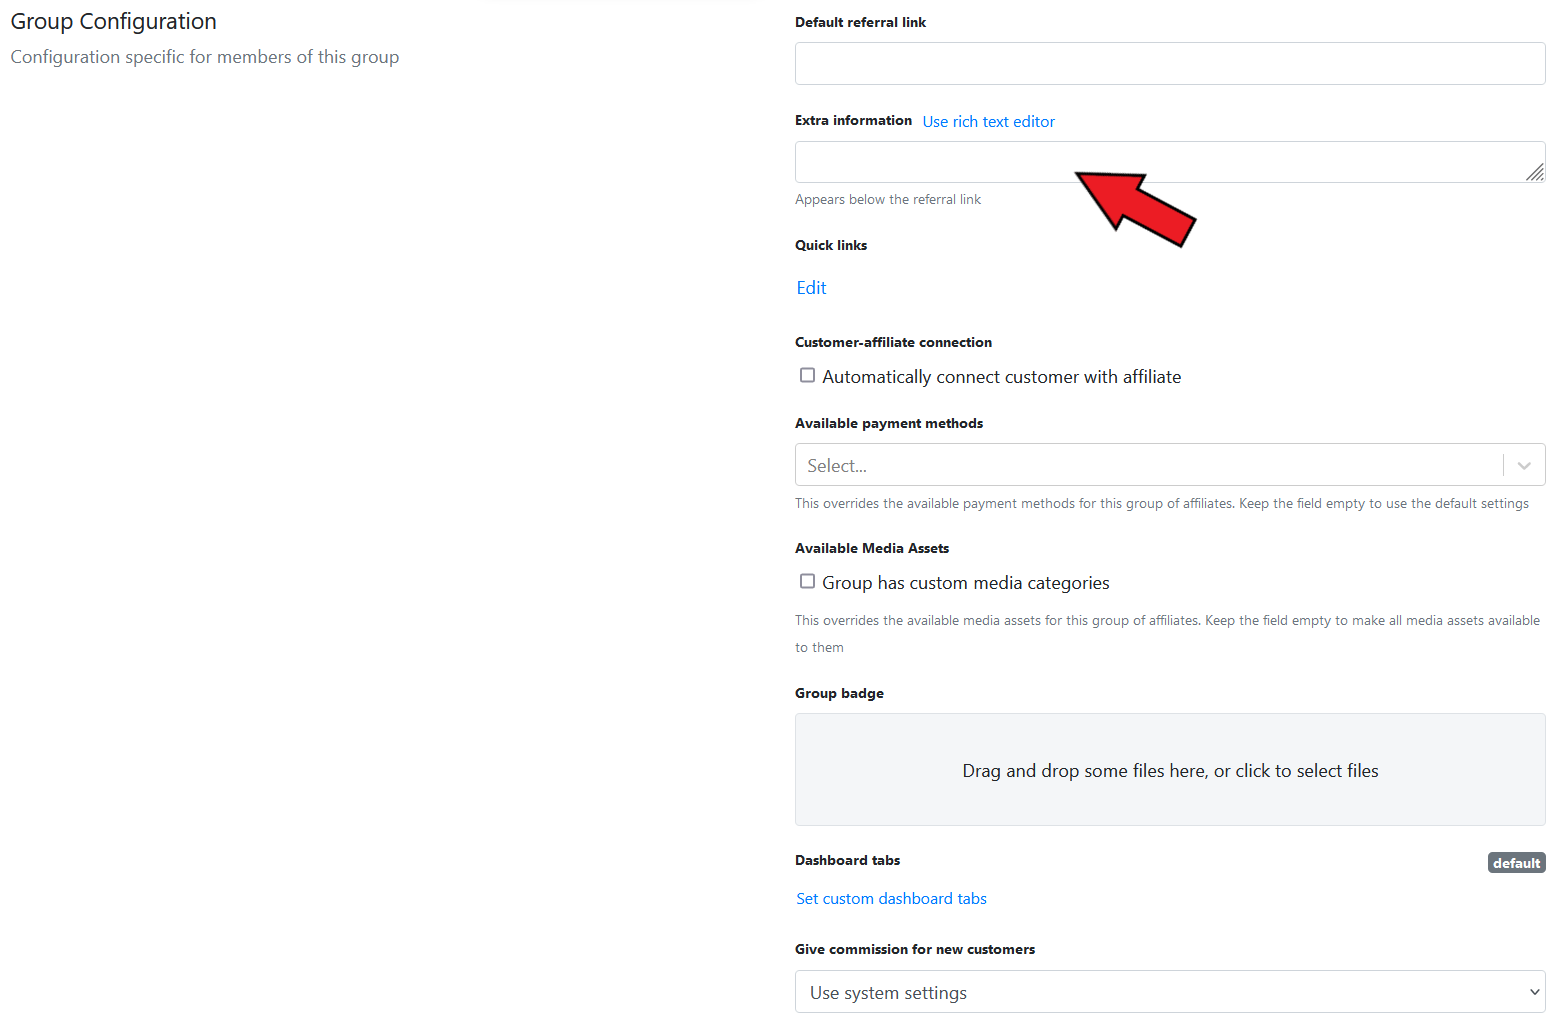 Group Configuration
Configuration specific for members of this group
Default referral link
Extra information Use rich text editor
Appears below the referral link
Quick links
Edit
Customer-affiliate connection
Automatically connect customer with affiliate
Available payment methods
Select...
This overrides the available payment methods for this group of affiliates. Keep the field empty to use the default settings
Available Media Assets
Group has custom media categories
This overrides the available media assets for this group of affiliates. Keep the field empty to make all media assets available
to them
Group badge
Drag and drop some files here, or click to select files
Dashboard tabs default
Set custom dashboard tabs
Give commission for new customers
Use system settings